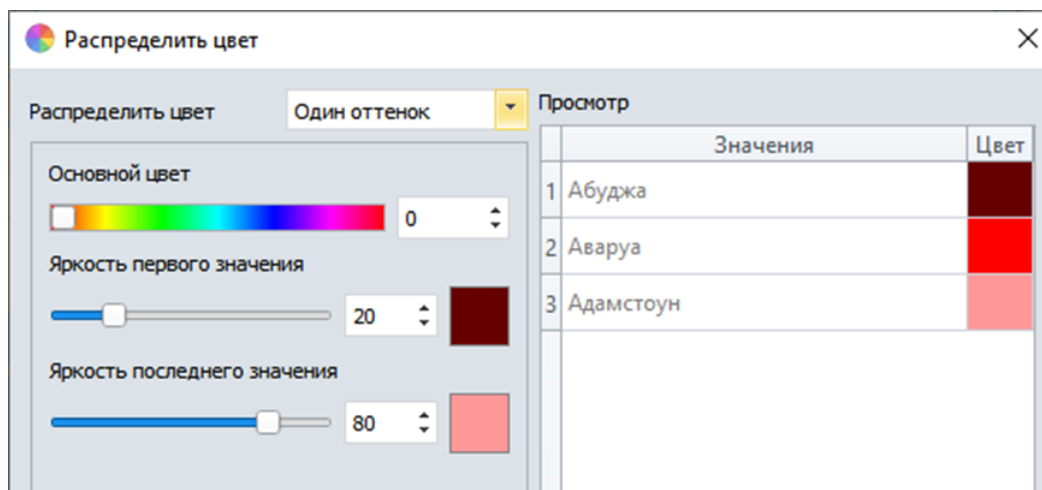 Распределить цвет
Распределить цвет
Один оттенок
Основной цвет
0
Яркость первого значения
20
Яркость последнего значения
80
Просмотр
Значения Цвет
1 Абуджа
2 Аваруа
3 Адамстоун